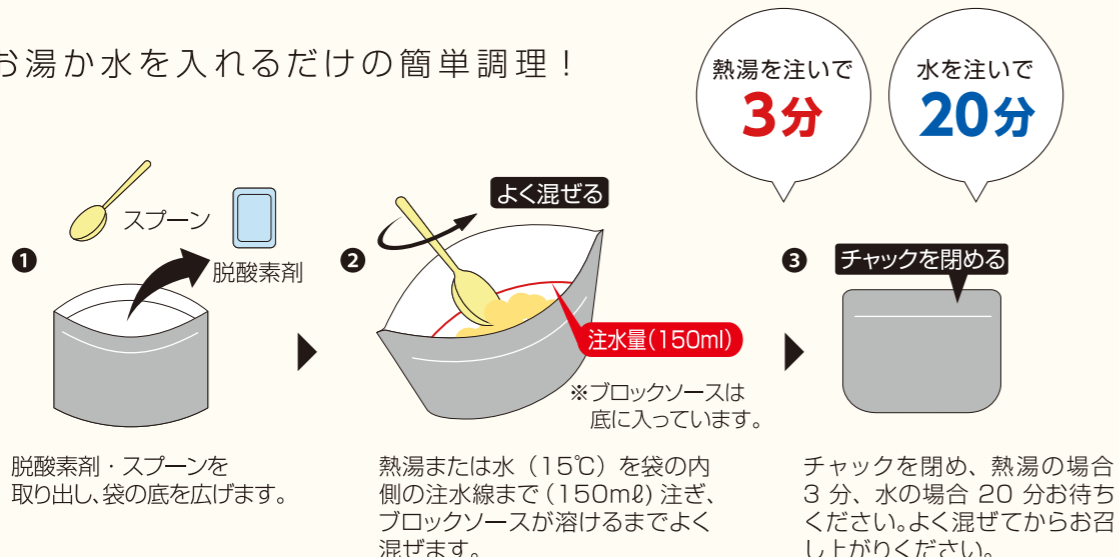 お湯か水を入れるだけの簡単調理！
熱湯を注いで
3分
水を注いで
20分
❶
スプーン
脱酸素剤
脱酸素剤・スプーンを
取り出し、袋の底を広げます。
❷
よく混ぜる
注水量(150ml)
※ブロックソースは
底に入っています。
熱湯または水（15℃）を袋の内
側の注水線まで(150mℓ)注ぎ、
ブロックソースが溶けるまでよく
混ぜます。
❸
チャックを閉める
チャックを閉め、熱湯の場合
3 分、水の場合 20 分お待ち
ください。よく混ぜてからお召
し上がりください。